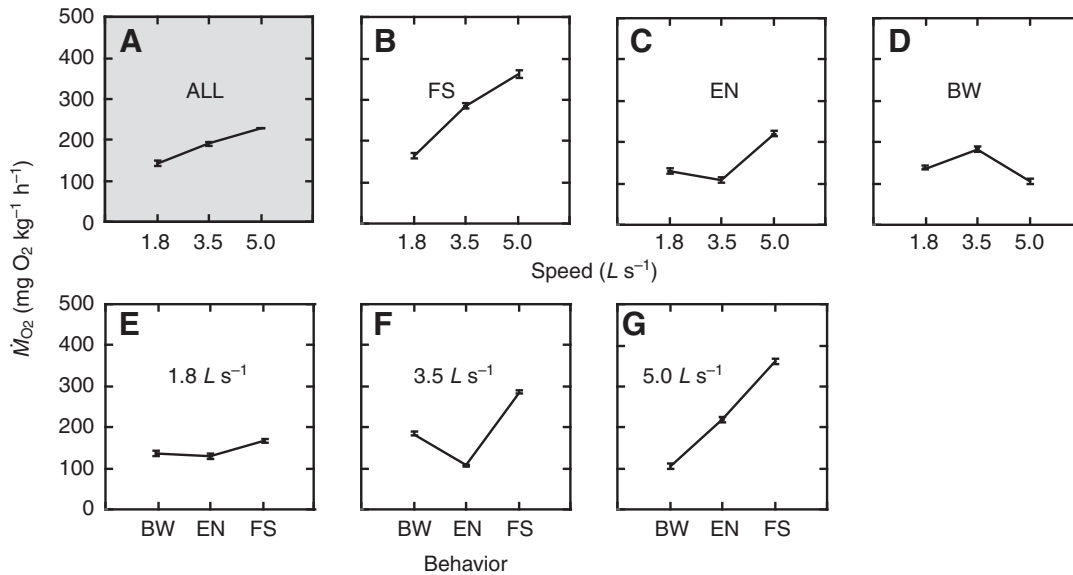 A
B
C
D
ALL
FS
EN
BW
500
400
300
200
100
0
1.8 3.5 5.0
1.8 3.5 5.0
1.8 3.5 5.0
1.8 3.5 5.0
Speed (L s⁻¹)
Ṁ_O₂ (mg O₂ kg⁻¹ h⁻¹)
E
F
G
1.8 L s⁻¹
3.5 L s⁻¹
5.0 L s⁻¹
500
400
300
200
100
0
BW EN FS
BW EN FS
BW EN FS
Behavior